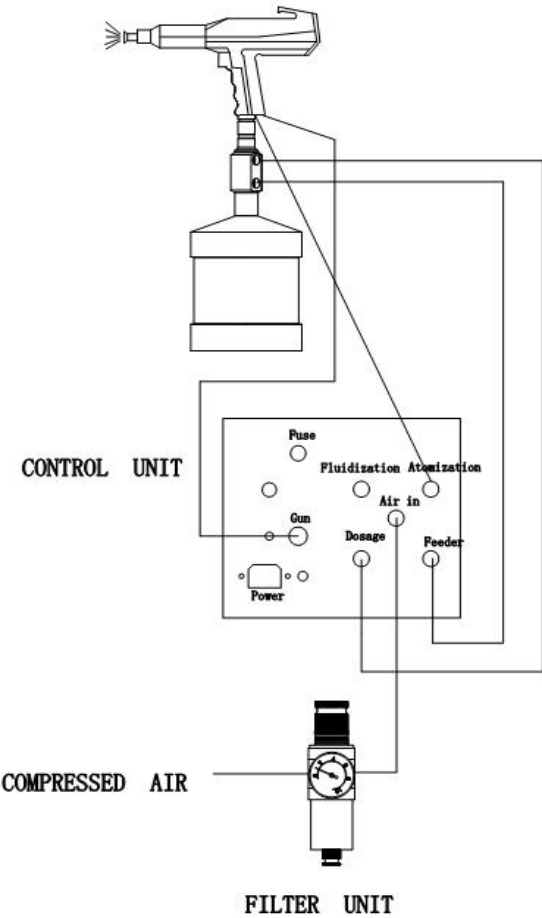 Fuse
CONTROL UNIT
Fluidization Atomization
Air in
Gun
Dosage
Feeder
Power
COMPRESSED AIR
FILTER UNIT